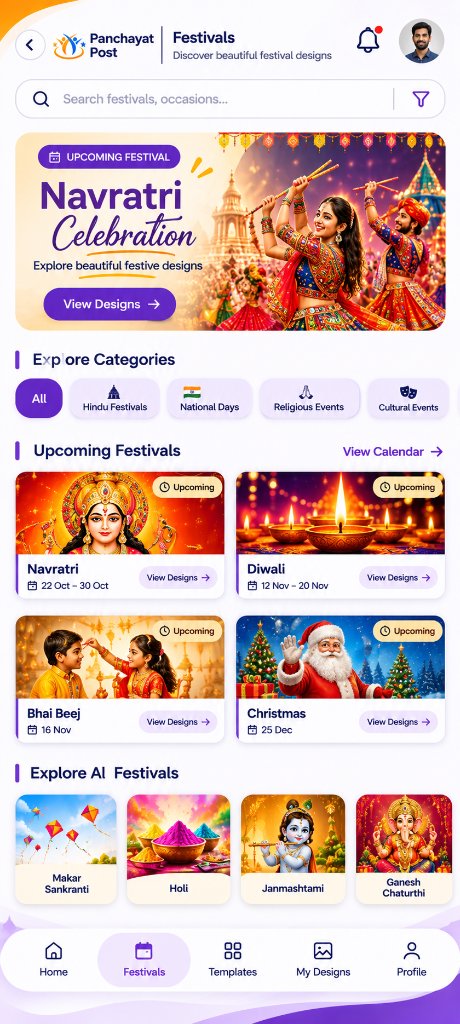 Panchayat
Post
Festivals
Discover beautiful festival designs
Search festivals, occasions...
UPCOMING FESTIVAL
Navratri
Celebration
Explore beautiful festive designs
View Designs →
Explore Categories
All
Hindu Festivals
National Days
Religious Events
Cultural Events
Upcoming Festivals
View Calendar →
Upcoming
Navratri
22 Oct – 30 Oct
View Designs →
Upcoming
Diwali
12 Nov – 20 Nov
View Designs →
Upcoming
Bhai Beej
16 Nov
View Designs →
Upcoming
Christmas
25 Dec
View Designs →
Explore Al Festivals
Makar
Sankranti
Holi
Janmashtami
Ganesh
Chaturthi
Home
Festivals
Templates
My Designs
Profile